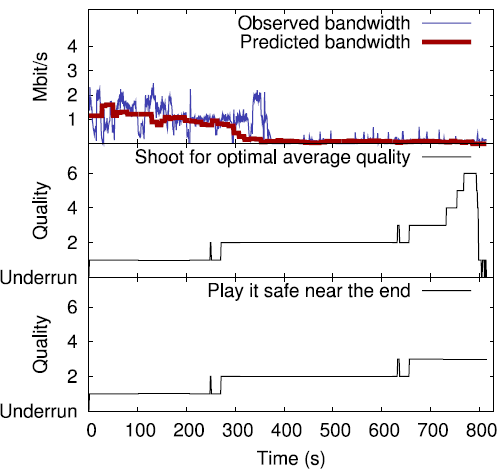 Observed bandwidth
Predicted bandwidth
Mbit/s
4
3
2
1
Shoot for optimal average quality
Quality
6
4
2
Underrun
Play it safe near the end
Quality
6
4
2
Underrun
0 100 200 300 400 500 600 700 800
Time (s)